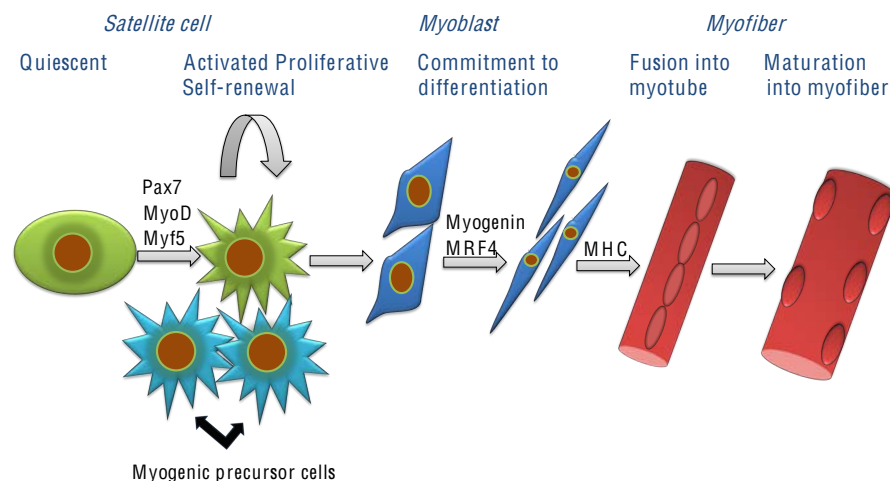 Satellite cell
Myoblast
Myofiber
Quiescent
Activated Proliferative
Self-renewal
Commitment to
differentiation
Fusion into
myotube
Maturation
into myofiber
Pax7
MyoD
Myf5
Myogenin
MRF4
MHC
Myogenic precursor cells